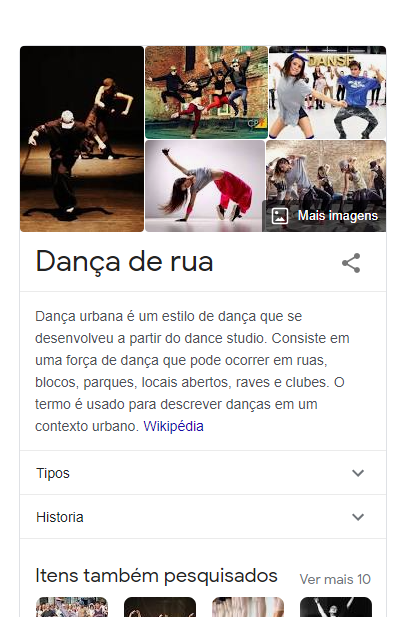 DANSE
Mais imagens
Dança de rua
Dança urbana é um estilo de dança que se
desenvolveu a partir do dance studio. Consiste em
uma força de dança que pode ocorrer em ruas,
blocos, parques, locais abertos, raves e clubes. O
termo é usado para descrever danças em um
contexto urbano. Wikipédia
Tipos
Historia
Itens também pesquisados
Ver mais 10